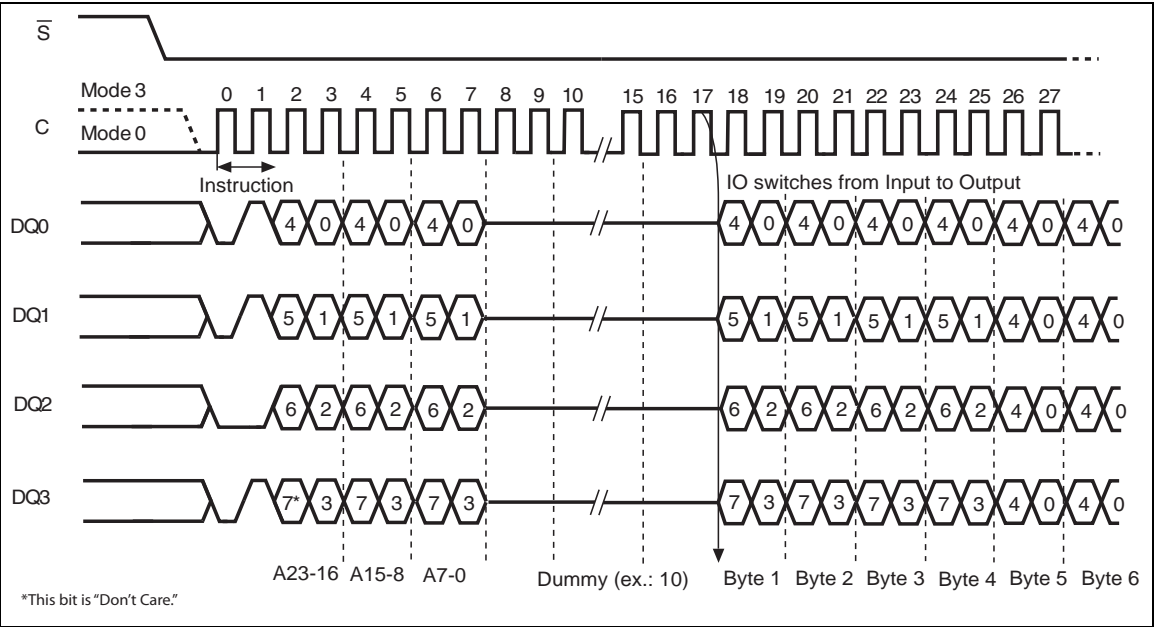 S
Mode 3
0 1 2 3 4 5 6 7 8 9 10 15 16 17 18 19 20 21 22 23 24 25 26 27
C
Mode 0
Instruction
IO switches from Input to Output
DQ0 4 0 4 0 4 0 4 0 4 0 4 0 4 0 4 0 4 0
DQ1 5 1 5 1 5 1 5 1 5 1 5 1 5 1 4 0 4 0
DQ2 6 2 6 2 6 2 6 2 6 2 6 2 6 2 4 0 4 0
DQ3 7* 3 7 3 7 3 7 3 7 3 7 3 7 3 4 0 4 0
A23-16 A15-8 A7-0 Dummy (ex.: 10) Byte 1 Byte 2 Byte 3 Byte 4 Byte 5 Byte 6
*This bit is “Don’t Care.”